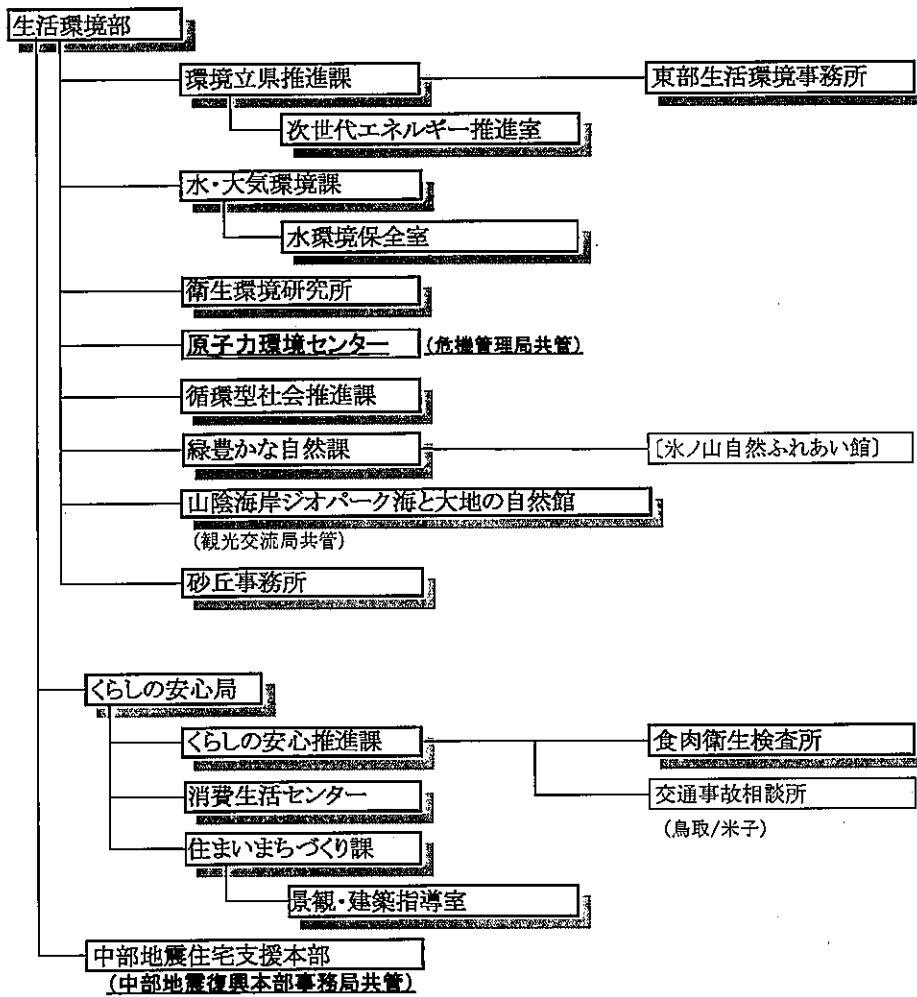 生活環境部
環境立県推進課
東部生活環境事務所
次世代エネルギー推進室
水・大気環境課
水環境保全室
衛生環境研究所
原子力環境センター (危機管理局共管)
循環型社会推進課
緑豊かな自然課
〔氷ノ山自然ふれあい館〕
山陰海岸ジオパーク海と大地の自然館
(観光交流局共管)
砂丘事務所
くらしの安心局
くらしの安心推進課
食肉衛生検査所
消費生活センター
交通事故相談所
(鳥取/米子)
住まいまちづくり課
景観・建築指導室
中部地震住宅支援本部
(中部地震復興本部事務局共管)